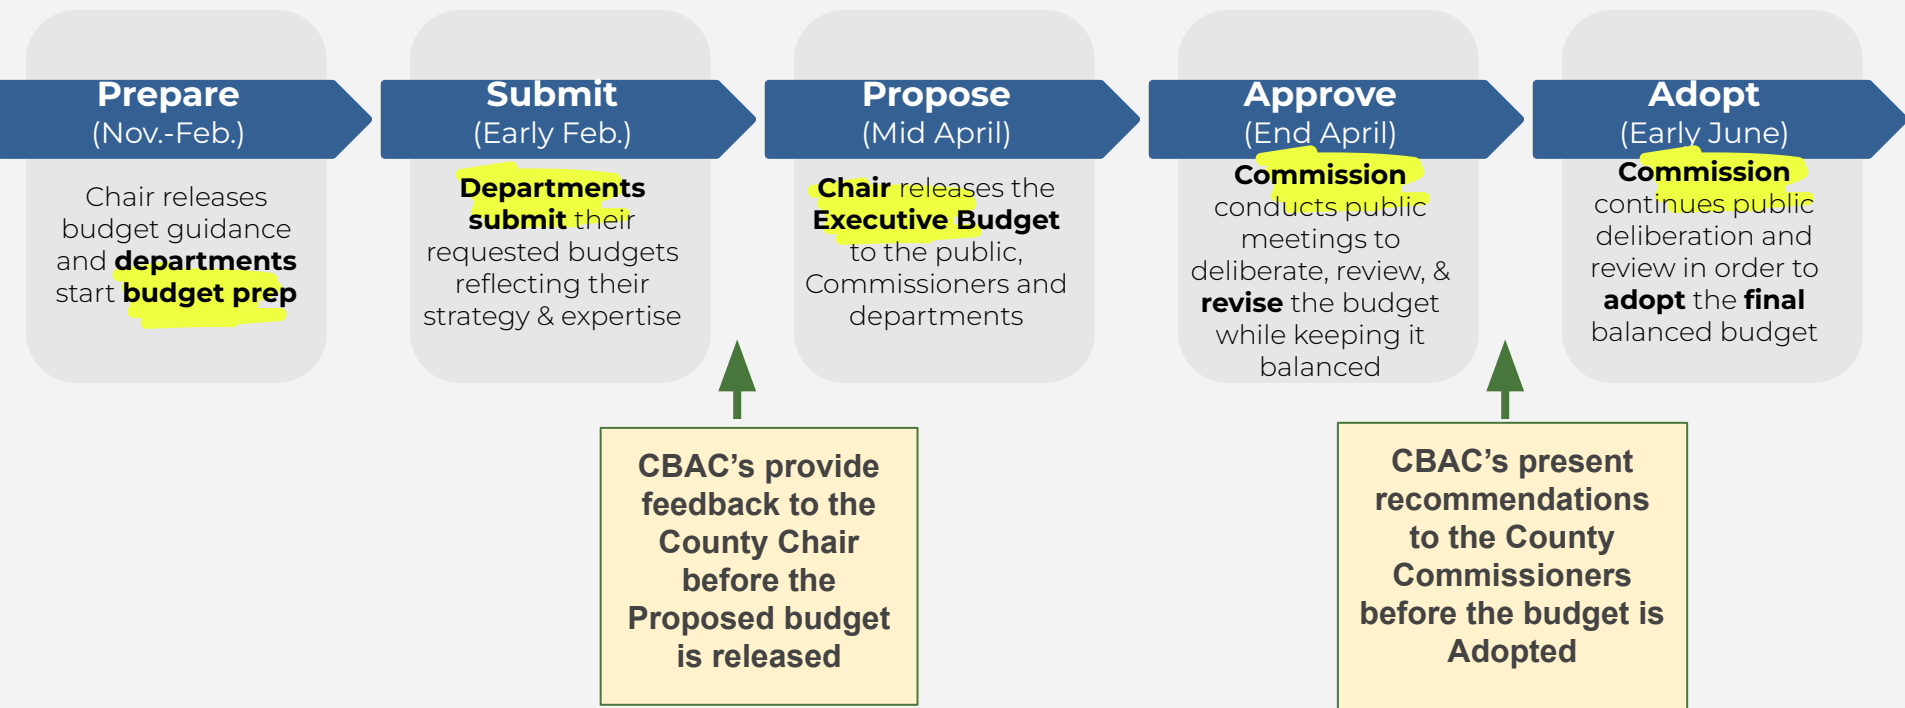 Prepare
(Nov.-Feb.)
Chair releases
budget guidance
and departments
start budget prep
Submit
(Early Feb.)
Departments
submit their
requested budgets
reflecting their
strategy & expertise
Propose
(Mid April)
Chair releases the
Executive Budget
to the public,
Commissioners and
departments
Approve
(End April)
Commission
conducts public
meetings to
deliberate, review, &
revise the budget
while keeping it
balanced
Adopt
(Early June)
Commission
continues public
deliberation and
review in order to
adopt the final
balanced budget
CBAC’s provide
feedback to the
County Chair
before the
Proposed budget
is released
CBAC’s present
recommendations
to the County
Commissioners
before the budget is
Adopted